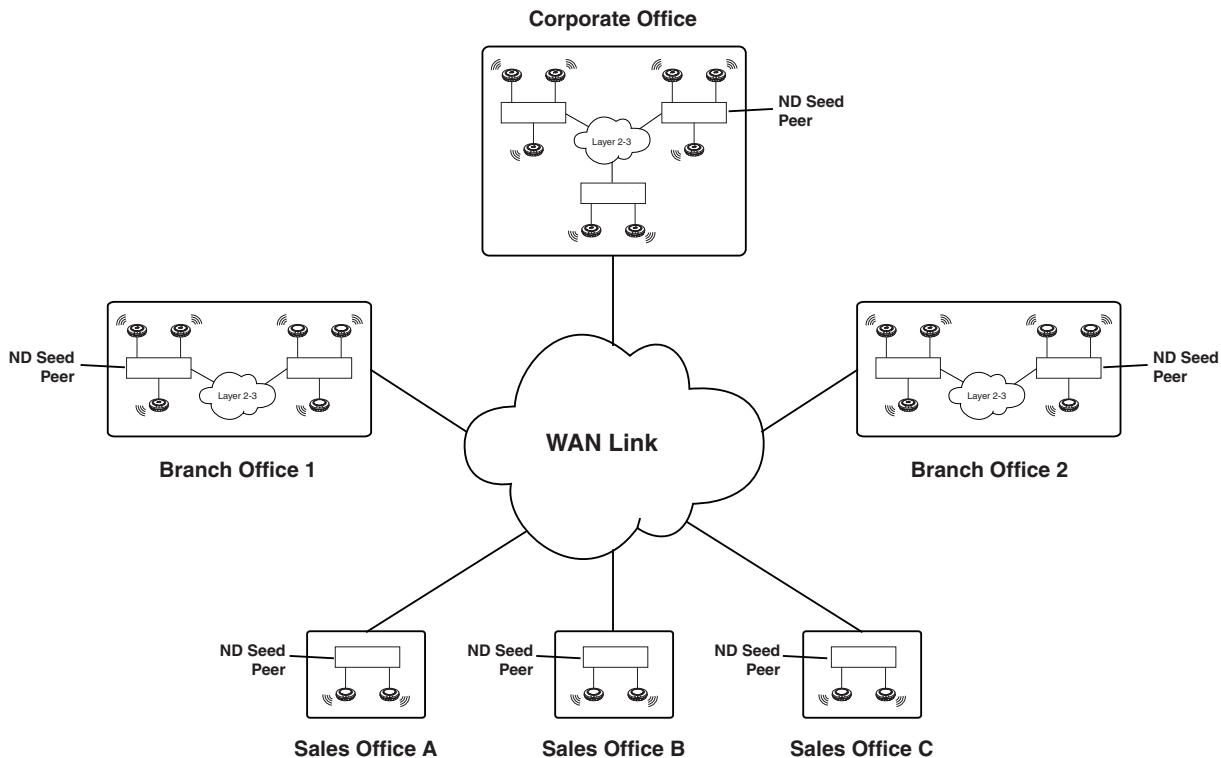 Corporate Office
ND Seed
Peer
Layer 2-3
ND Seed
Peer
Layer 2-3
Branch Office 1
WAN Link
Layer 2-3
ND Seed
Peer
Branch Office 2
ND Seed
Peer
ND Seed
Peer
ND Seed
Peer
Sales Office A
Sales Office B
Sales Office C